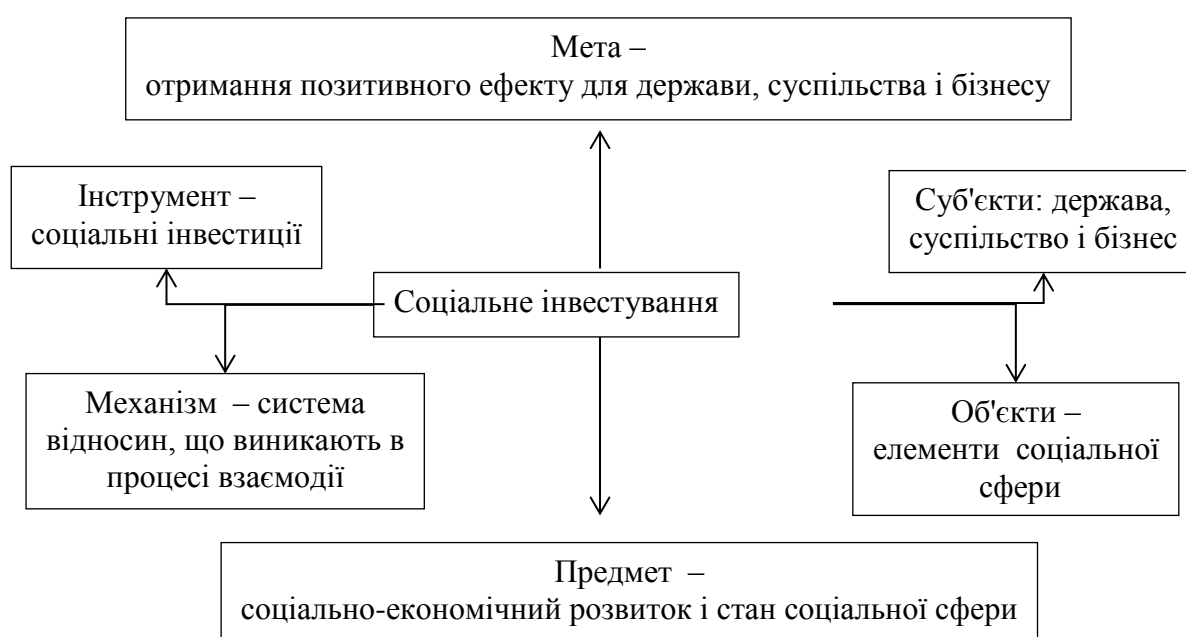 Мета –
отримання позитивного ефекту для держави, суспільства і бізнесу
Інструмент –
соціальні інвестиції
Суб'єкти: держава,
суспільство і бізнес
Соціальне інвестування
Механізм – система
відносин, що виникають в
процесі взаємодії
Об'єкти –
елементи соціальної
сфери
Предмет –
соціально-економічний розвиток і стан соціальної сфери